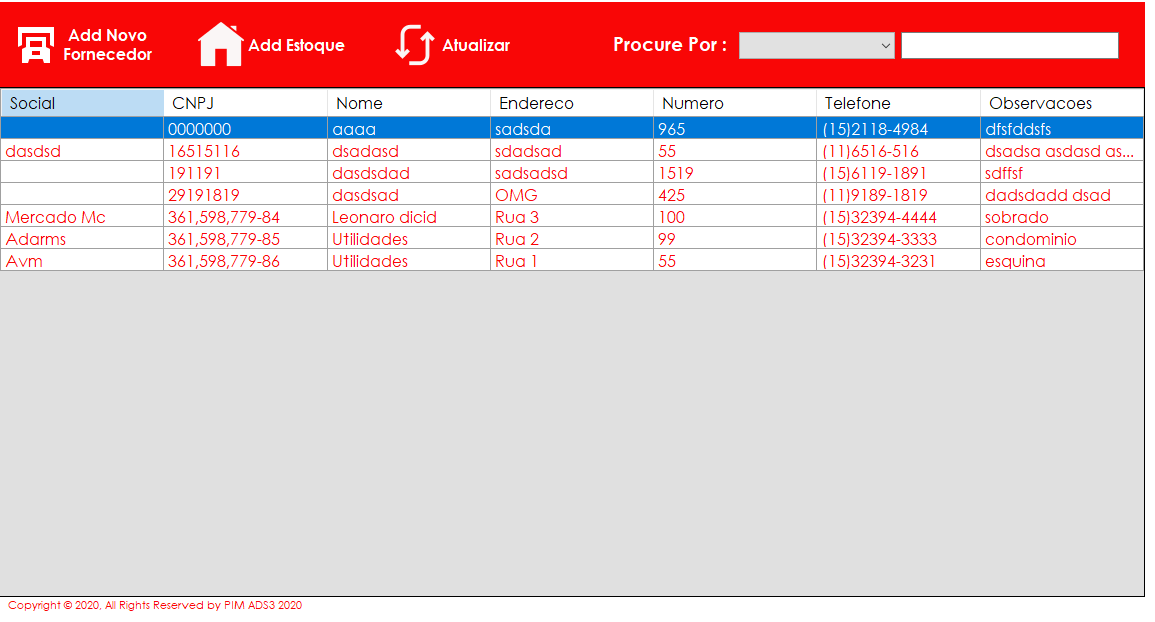 Add Novo
Fornecedor
Add Estoque
Atualizar
Procure Por :
Social CNPJ Nome Endereco Numero Telefone Observacoes
0000000 aaaa sadsda 965 (15)2118-4984 dfsfddsfs
dasdsd 16515116 dsadasd sdadsad 55 (11)6516-516 dsadsa asdasd as...
191191 dasdsdad sadsadsd 1519 (15)6119-1891 sdffsf
29191819 dasdsad OMG 425 (11)9189-1819 dadsdadd dsad
Mercado Mc 361,598,779-84 Leonaro dicid Rua 3 100 (15)32394-4444 sobrado
Adarms 361,598,779-85 Utilidades Rua 2 99 (15)32394-3333 condominio
Avm 361,598,779-86 Utilidades Rua 1 55 (15)32394-3231 esquina
Copyright © 2020, All Rights Reserved by PIM ADS3 2020